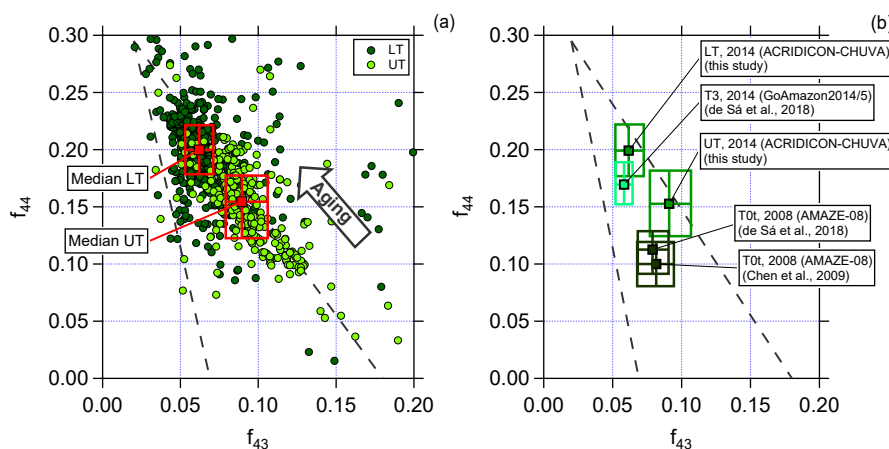 (a)
0.30
0.25
0.20
0.15
0.10
0.05
0.00
f44
0.00
0.05
0.10
0.15
0.20
f43
LT
UT
Median LT
Median UT
Aging
(b)
0.30
0.25
0.20
0.15
0.10
0.05
0.00
f44
0.00
0.05
0.10
0.15
0.20
f43
LT, 2014 (ACRIDICON-CHUVA)
(this study)
T3, 2014 (GoAmazon2014/5)
(de Sá et al., 2018)
UT, 2014 (ACRIDICON-CHUVA)
(this study)
T0t, 2008 (AMAZE-08)
(de Sá et al., 2018)
T0t, 2008 (AMAZE-08)
(Chen et al., 2009)